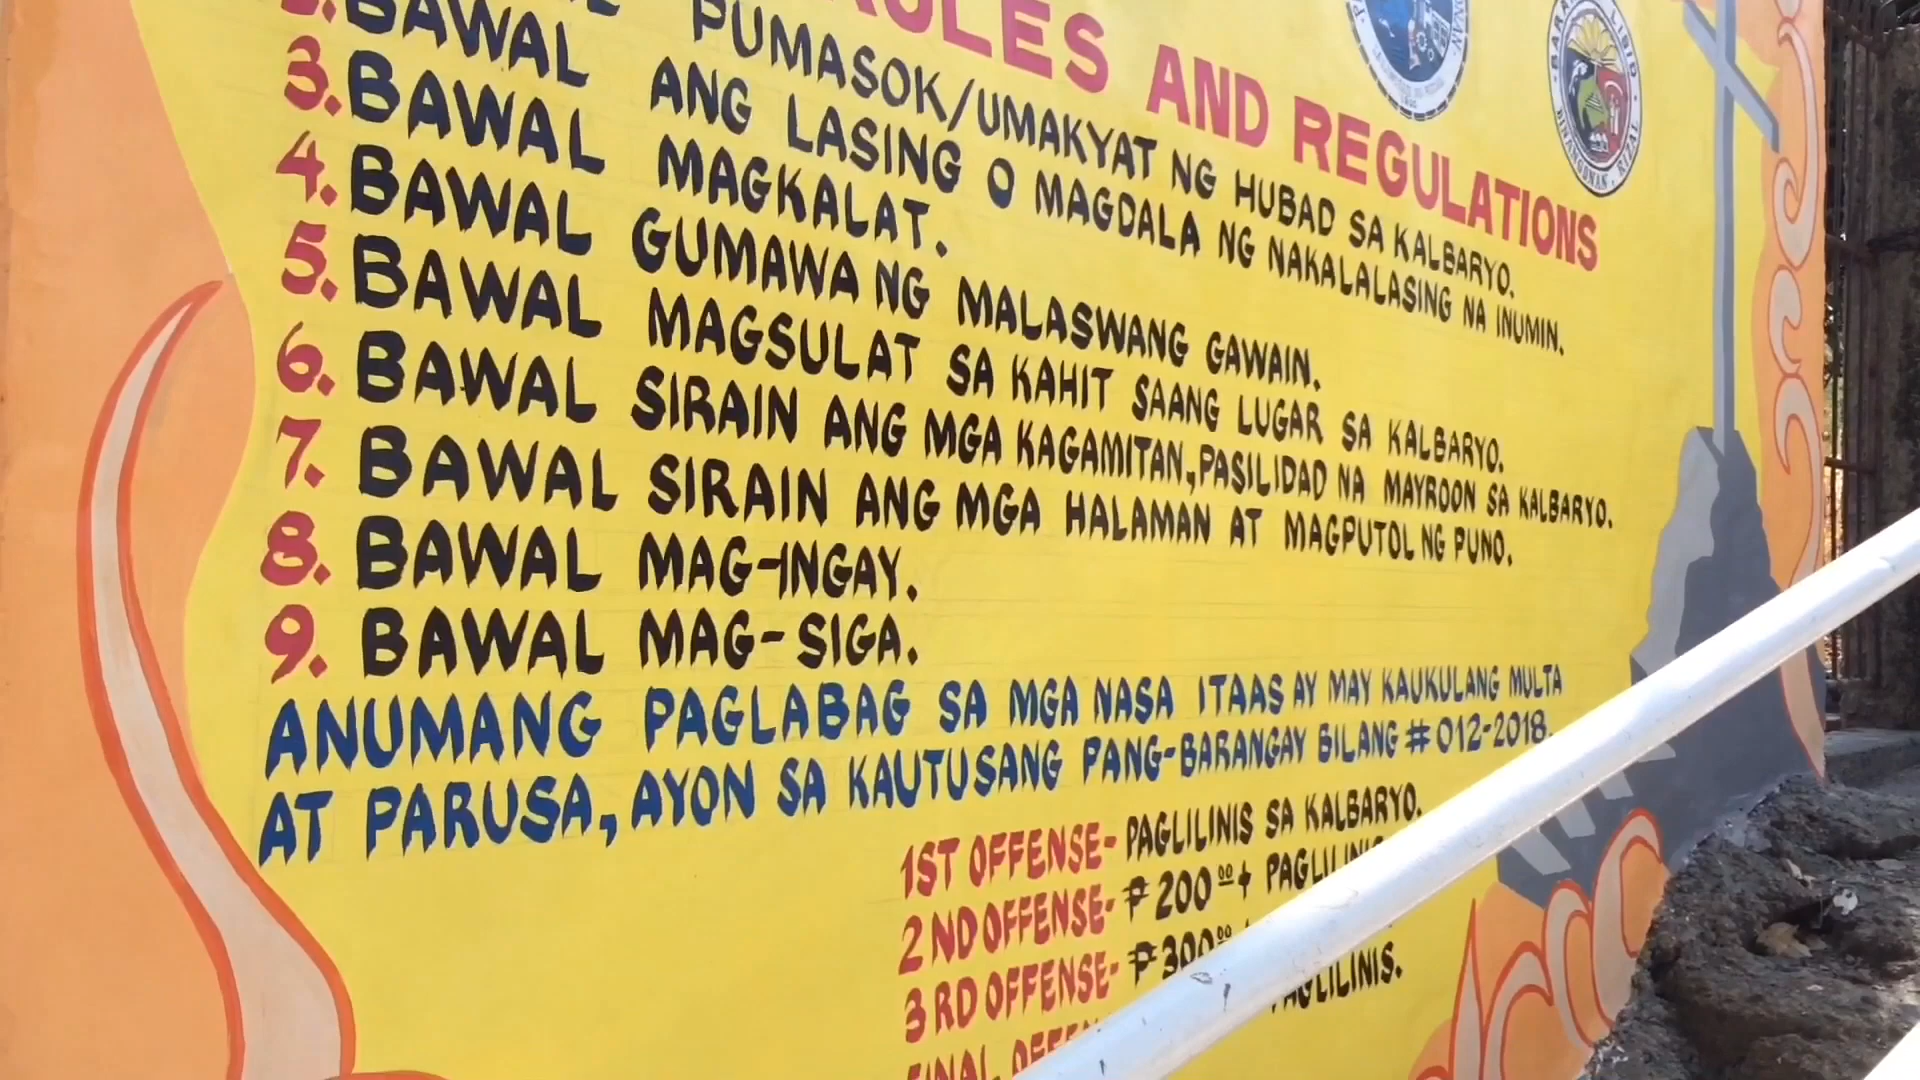 RULES AND REGULATIONS
LIBID
BINANGONAN, RIZAL
PUMASOK/UMAKYAT NG HUBAD SA KALBARYO.
BAWAL ANG LASING O MAGDALA NG NAKALALASING NA INUMIN.
3. BAWAL MAGKALAT.
4. BAWAL GUMAWA NG MALASWANG GAWAIN.
5. BAWAL MAGSULAT SA KAHIT SAANG LUGAR SA KALBARYO.
6. BAWAL SIRAIN ANG MGA KAGAMITAN, PASILIDAD NA MAYROON SA KALBARYO.
7. BAWAL SIRAIN ANG MGA HALAMAN AT MAGPUTOL NG PUNO.
8. BAWAL MAG-INGAY.
9. BAWAL MAG-SIGA.
ANUMANG PAGLABAG SA MGA NASA ITAAS AY MAY KAUKULANG MULTA
AT PARUSA, AYON SA KAUTUSANG PANG-BARANGAY BILANG # 012-2018.
1ST OFFENSE- PAGLILINIS SA KALBARYO.
2ND OFFENSE- ₱ 200.00 + PAGLILINIS
3RD OFFENSE- ₱ 300.00
FINAL OFFENSE PAGLILINIS.